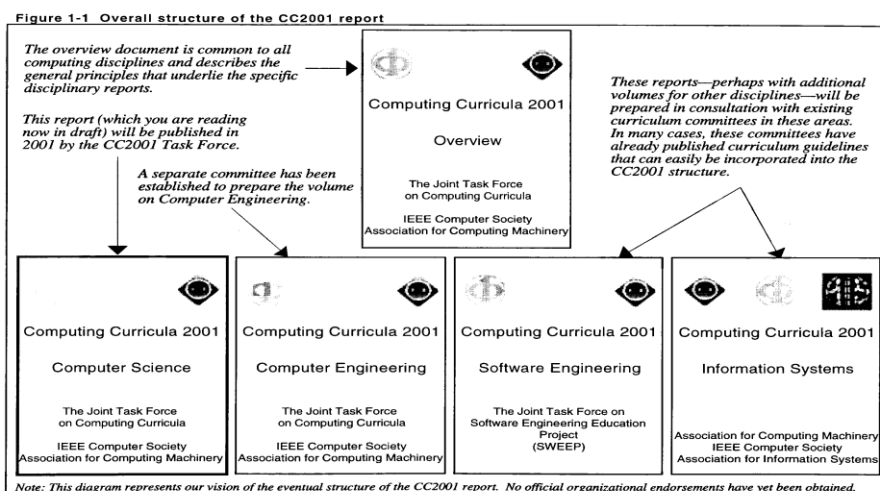 Figure 1-1 Overall structure of the CC2001 report
The overview document is common to all
computing disciplines and describes the
general principles that underlie the specific
disciplinary reports.
This report (which you are reading
now in draft) will be published in
2001 by the CC2001 Task Force.
A separate committee has been
established to prepare the volume
on Computer Engineering.
Computing Curricula 2001
Overview
The Joint Task Force
on Computing Curricula
IEEE Computer Society
Association for Computing Machinery
These reports—perhaps with additional
volumes for other disciplines—will be
prepared in consultation with existing
curriculum committees in these areas.
In many cases, these committees have
already published curriculum guidelines
that can easily be incorporated into the
CC2001 structure.
Computing Curricula 2001
Computer Science
The Joint Task Force
on Computing Curricula
IEEE Computer Society
Association for Computing Machinery
Computing Curricula 2001
Computer Engineering
The Joint Task Force
on Computing Curricula
IEEE Computer Society
Association for Computing Machinery
Computing Curricula 2001
Software Engineering
The Joint Task Force on
Software Engineering Education
Project
(SWEEP)
Computing Curricula 2001
Information Systems
Association for Computing Machinery
IEEE Computer Society
Association for Information Systems
Note: This diagram represents our vision of the eventual structure of the CC2001 report. No official organizational endorsements have yet been obtained.